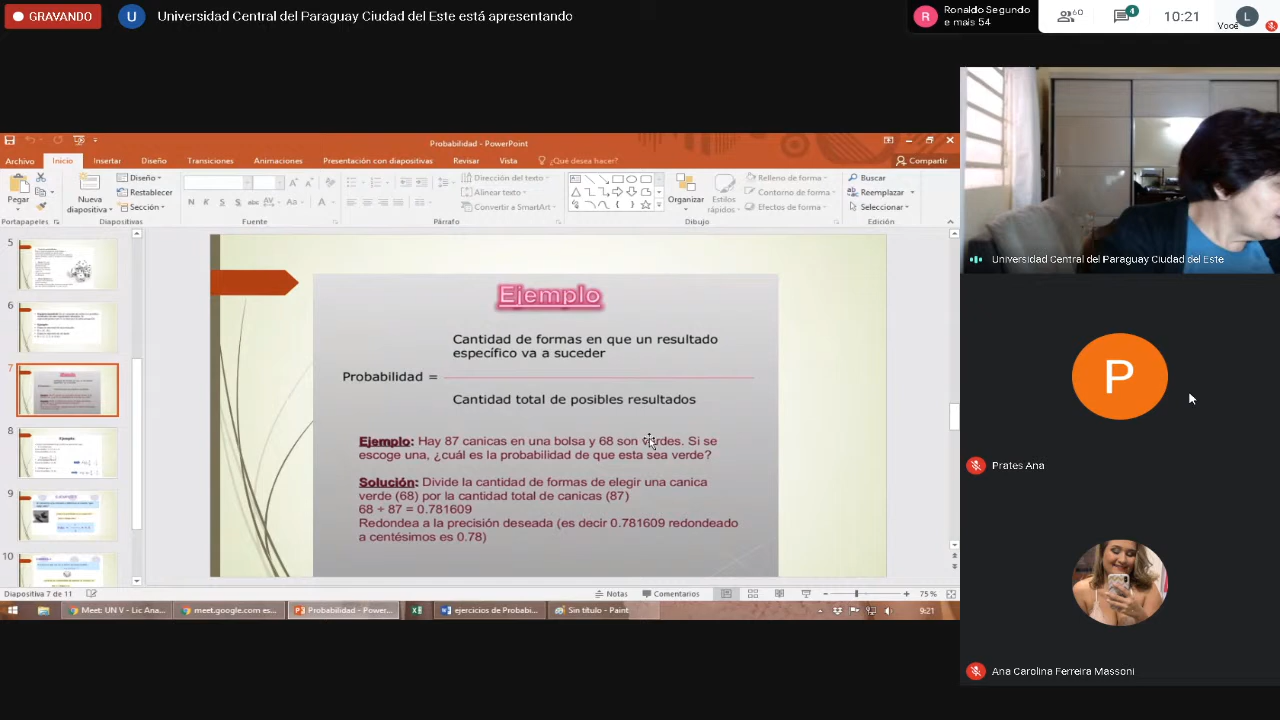 GRAVANDO
U
Universidad Central del Paraguay Ciudad del Este está apresentando
R
Ronaldo Segundo
e mais 54
60
4
10:21
Você
L
Probabilidad - PowerPoint
Archivo
Inicio
Insertar
Diseño
Transiciones
Animaciones
Presentación con diapositivas
Revisar
Vista
¿Qué desea hacer?
Compartir
Pegar
Nueva
diapositiva
Diseño
Restablecer
Sección
N
K
S
Dirección del texto
Alinear texto
Convertir a SmartArt
Organizar
Estilos
rápidos
Relleno de forma
Contorno de forma
Efectos de forma
Buscar
Reemplazar
Seleccionar
Portapapeles
Diapositivas
Fuente
Párrafo
Dibujo
Edición
5
6
7
8
9
10
Ejemplo
Cantidad de formas en que un resultado
específico va a suceder
Probabilidad =
Cantidad total de posibles resultados
Ejemplo: Hay 87 canicas en una bolsa y 68 son verdes. Si se
escoge una, ¿cuál es la probabilidad de que esta sea verde?
Solución: Divide la cantidad de formas de elegir una canica
verde (68) por la cantidad total de canicas (87)
68 ÷ 87 = 0.781609
Redondea a la precisión deseada (es decir 0.781609 redondeado
a centésimos es 0.78)
Diapositiva 7 de 11
Notas
Comentarios
75 %
Meet: UN V - Lic Ana...
meet.google.com es...
Probabilidad - Power...
ejercicios de Probabi...
Sin título - Paint
9:21
Universidad Central del Paraguay Ciudad del Este
P
Prates Ana
Ana Carolina Ferreira Massoni